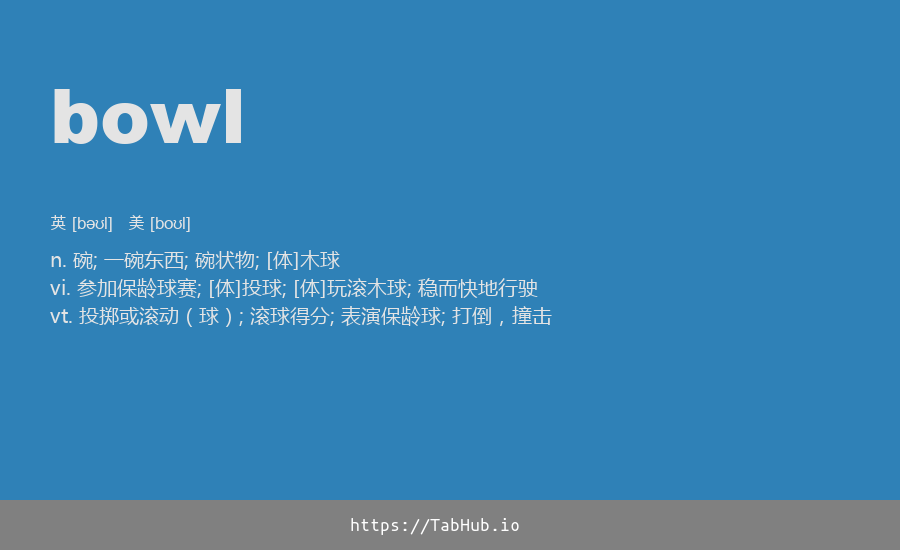 bowl
英 [bəʊl] 美 [boʊl]
n. 碗; 一碗东西; 碗状物; [体]木球
vi. 参加保龄球赛; [体]投球; [体]玩滚木球; 稳而快地行驶
vt. 投掷或滚动（球）; 滚球得分; 表演保龄球; 打倒，撞击
https://TabHub.io